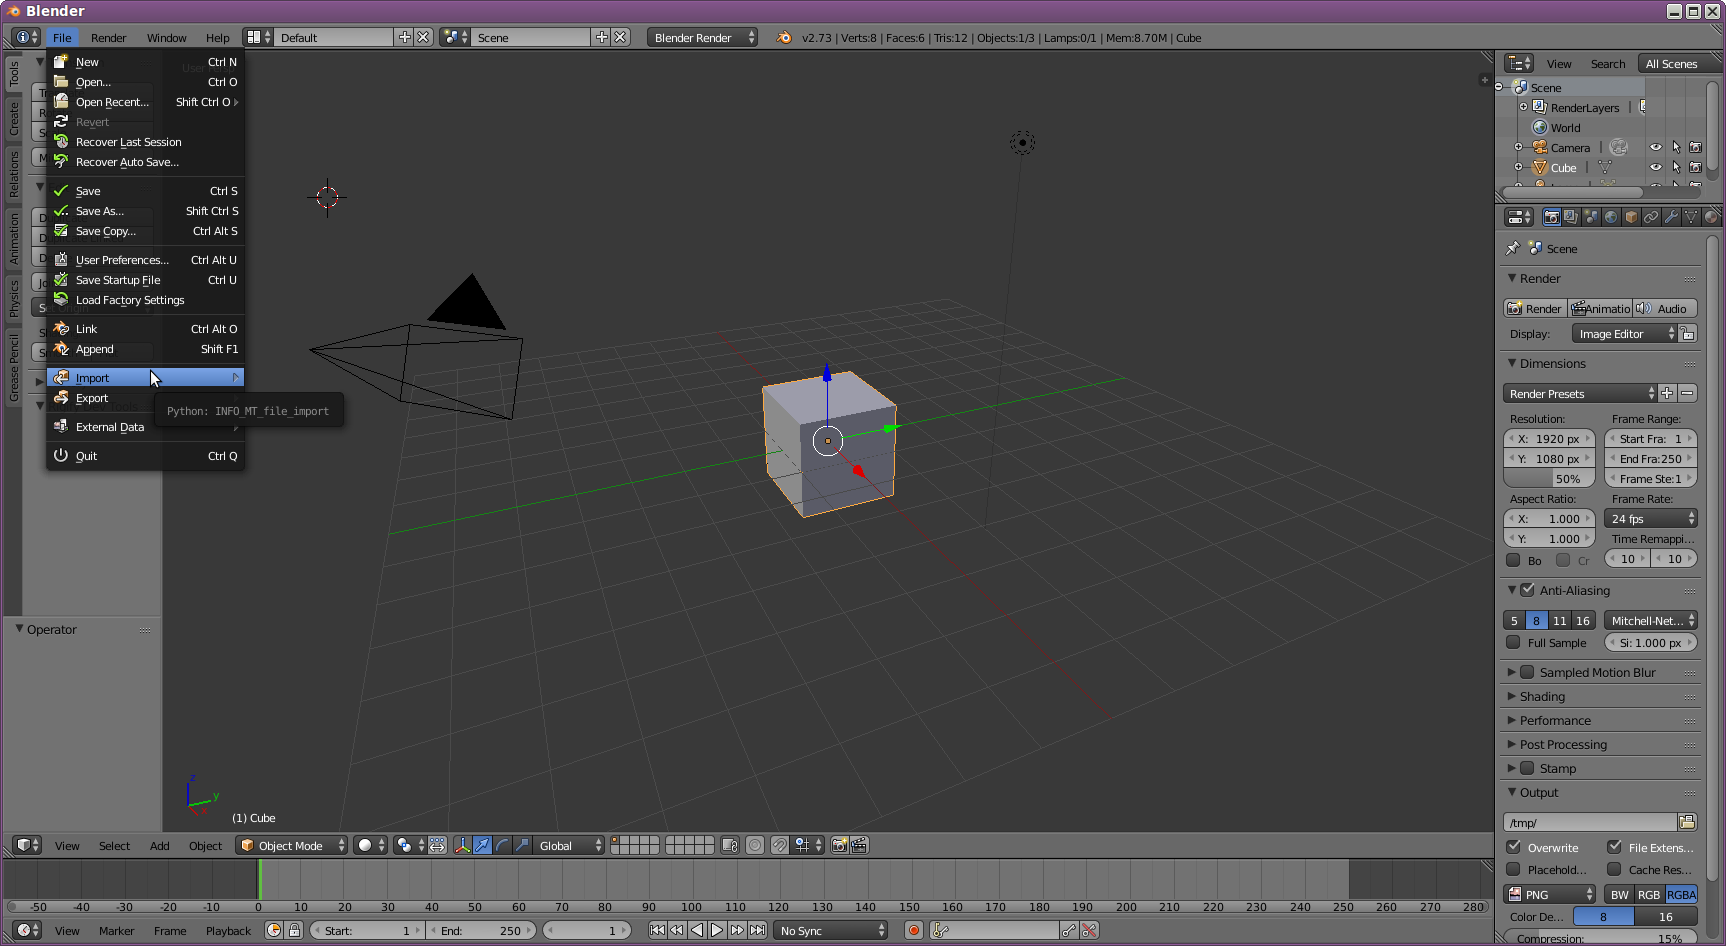 Blender
File Render Window Help Default Scene Blender Render v2.73 | Verts:8 | Faces:6 | Tris:12 | Objects:1/3 | Lamps:0/1 | Mem:8.70M | Cube
New Ctrl N
Open... Ctrl O
Open Recent... Shift Ctrl O
Revert
Recover Last Session
Recover Auto Save...
Save Ctrl S
Save As... Shift Ctrl S
Save Copy... Ctrl Alt S
User Preferences... Ctrl Alt U
Save Startup File Ctrl U
Load Factory Settings
Link Ctrl Alt O
Append Shift F1
Import
Export
Python: INFO_MT_file_import
External Data
Quit Ctrl Q
Tools
Create
Relations
Animation
Physics
Grease Pencil
Operator
z
y
(1) Cube
View Search All Scenes
Scene
RenderLayers
World
Camera
Cube
Scene
Render
Render Animatio Audio
Display: Image Editor
Dimensions
Render Presets
Resolution: Frame Range:
X: 1920 px Start Fra: 1
Y: 1080 px End Fra:250
50% Frame Ste:1
Aspect Ratio: Frame Rate:
X: 1.000 24 fps
Y: 1.000 Time Remappi...
Bo Cr 10 10
Anti-Aliasing
5 8 11 16 Mitchell-Net...
Full Sample Si: 1.000 px
Sampled Motion Blur
Shading
Performance
Post Processing
Stamp
Output
/tmp/
Overwrite File Extens...
Placehold... Cache Res...
PNG BW RGB RGBA
Color De... 8 16
Compression: 15%
View Select Add Object Object Mode Global
-50 -40 -30 -20 -10 0 10 20 30 40 50 60 70 80 90 100 110 120 130 140 150 160 170 180 190 200 210 220 230 240 250 260 270 280
View Marker Frame Playback Start: 1 End: 250 1 No Sync